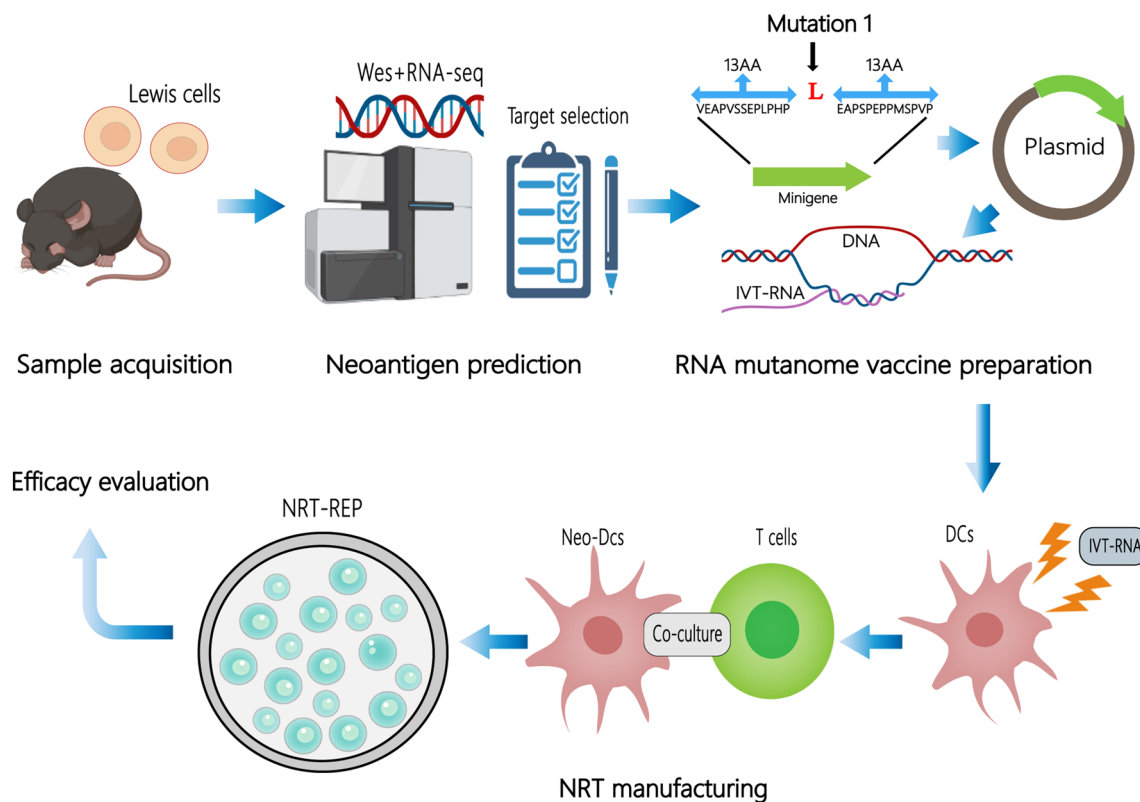 Mutation 1
Lewis cells
Wes+RNA-seq
Target selection
13AA
L
13AA
VEAPVSSEPLPHP
EAPSPEPPMSPVP
Minigene
Plasmid
DNA
IVT-RNA
Sample acquisition
Neoantigen prediction
RNA mutanome vaccine preparation
Efficacy evaluation
NRT-REP
Neo-Dcs
T cells
DCs
IVT-RNA
Co-culture
NRT manufacturing